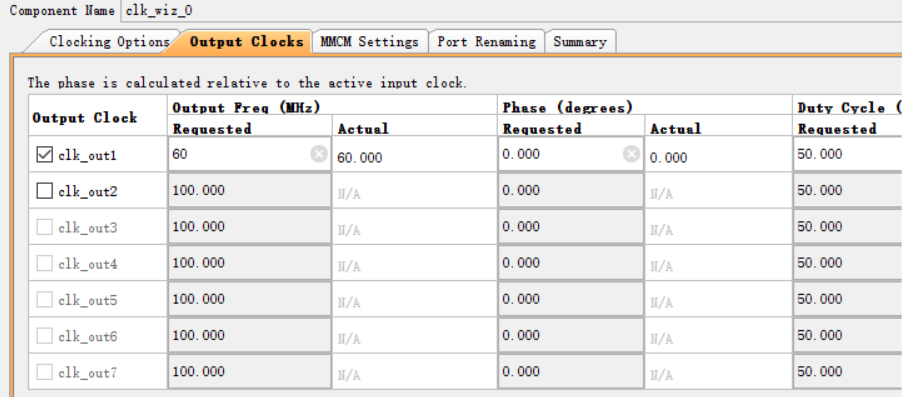 Component Name clk_wiz_0
Clocking Options Output Clocks MMCM Settings Port Renaming Summary
The phase is calculated relative to the active input clock.
Output Clock Output Freq (MHz) Phase (degrees) Duty Cycle (
Requested Actual Requested Actual Requested
clk_out1 60 60.000 0.000 0.000 50.000
clk_out2 100.000 N/A 0.000 N/A 50.000
clk_out3 100.000 N/A 0.000 N/A 50.000
clk_out4 100.000 N/A 0.000 N/A 50.000
clk_out5 100.000 N/A 0.000 N/A 50.000
clk_out6 100.000 N/A 0.000 N/A 50.000
clk_out7 100.000 N/A 0.000 N/A 50.000